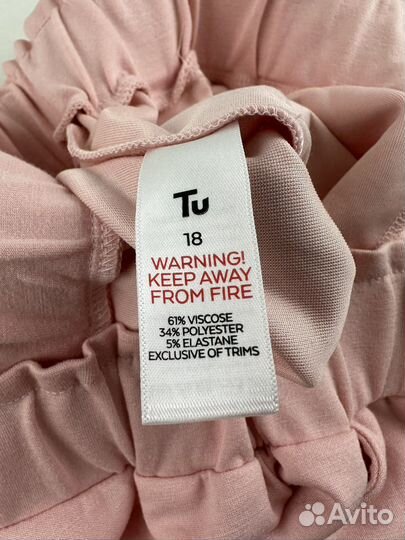 Tu
18
WARNING!
KEEP AWAY
FROM FIRE
61% VISCOSE
34% POLYESTER
5% ELASTANE
EXCLUSIVE OF TRIMS
Avito